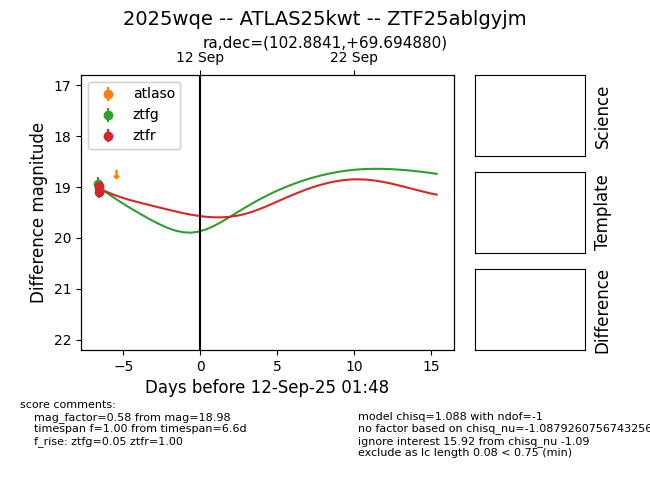 2025wqe -- ATLAS25kwt -- ZTF25ablgyjm
ra,dec=(102.8841,+69.694880)
12 Sep
22 Sep
atlaso
ztfg
ztfr
17
18
19
20
21
22
Difference magnitude
−5
0
5
10
15
Days before 12-Sep-25 01:48
Science
Template
Difference
score comments:
mag_factor=0.58 from mag=18.98
timespan f=1.00 from timespan=6.6d
f_rise: ztfg=0.05 ztfr=1.00
model chisq=1.088 with ndof=-1
no factor based on chisq_nu=-1.0879260756743256
ignore interest 15.92 from chisq_nu -1.09
exclude as lc length 0.08 < 0.75 (min)